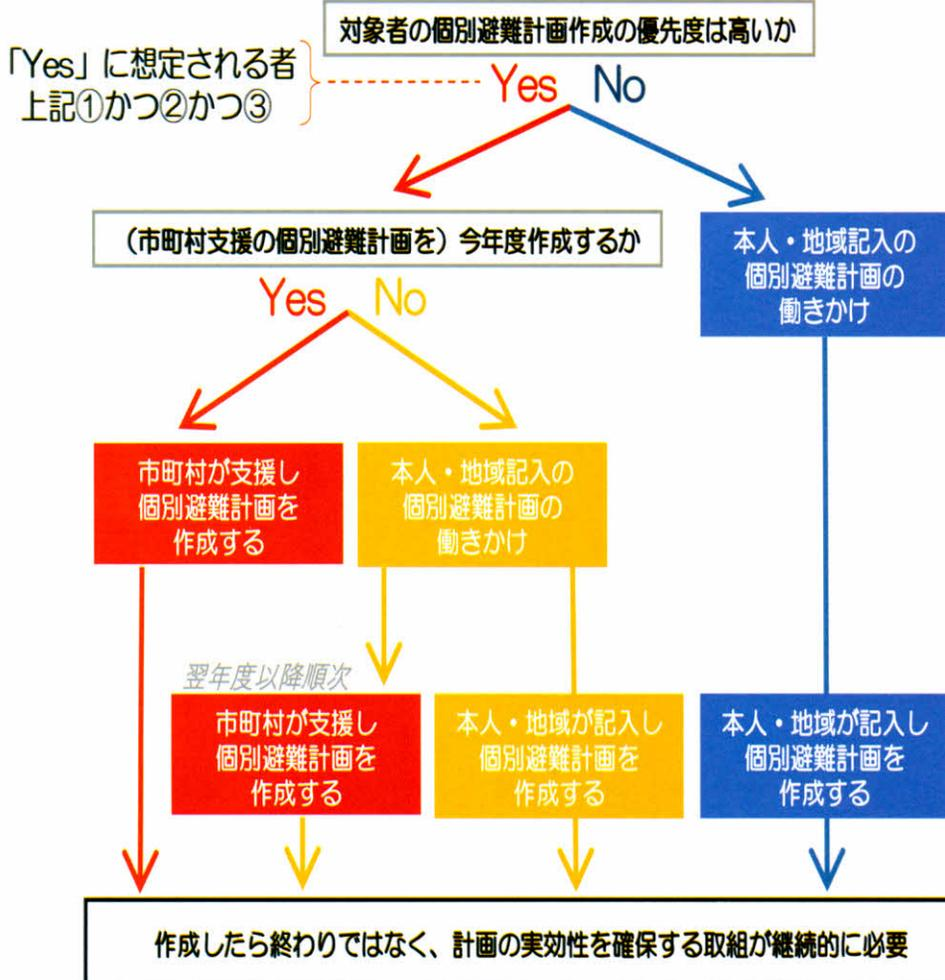 対象者の個別避難計画作成の優先度は高いか
「Yes」に想定される者
上記①かつ②かつ③
Yes No
（市町村支援の個別避難計画を）今年度作成するか
本人・地域記入の
個別避難計画の
働きかけ
Yes No
市町村が支援し
個別避難計画を
作成する
本人・地域記入の
個別避難計画の
働きかけ
翌年度以降順次
市町村が支援し
個別避難計画を
作成する
本人・地域が記入し
個別避難計画を
作成する
本人・地域が記入し
個別避難計画を
作成する
作成したら終わりではなく、計画の実効性を確保する取組が継続的に必要